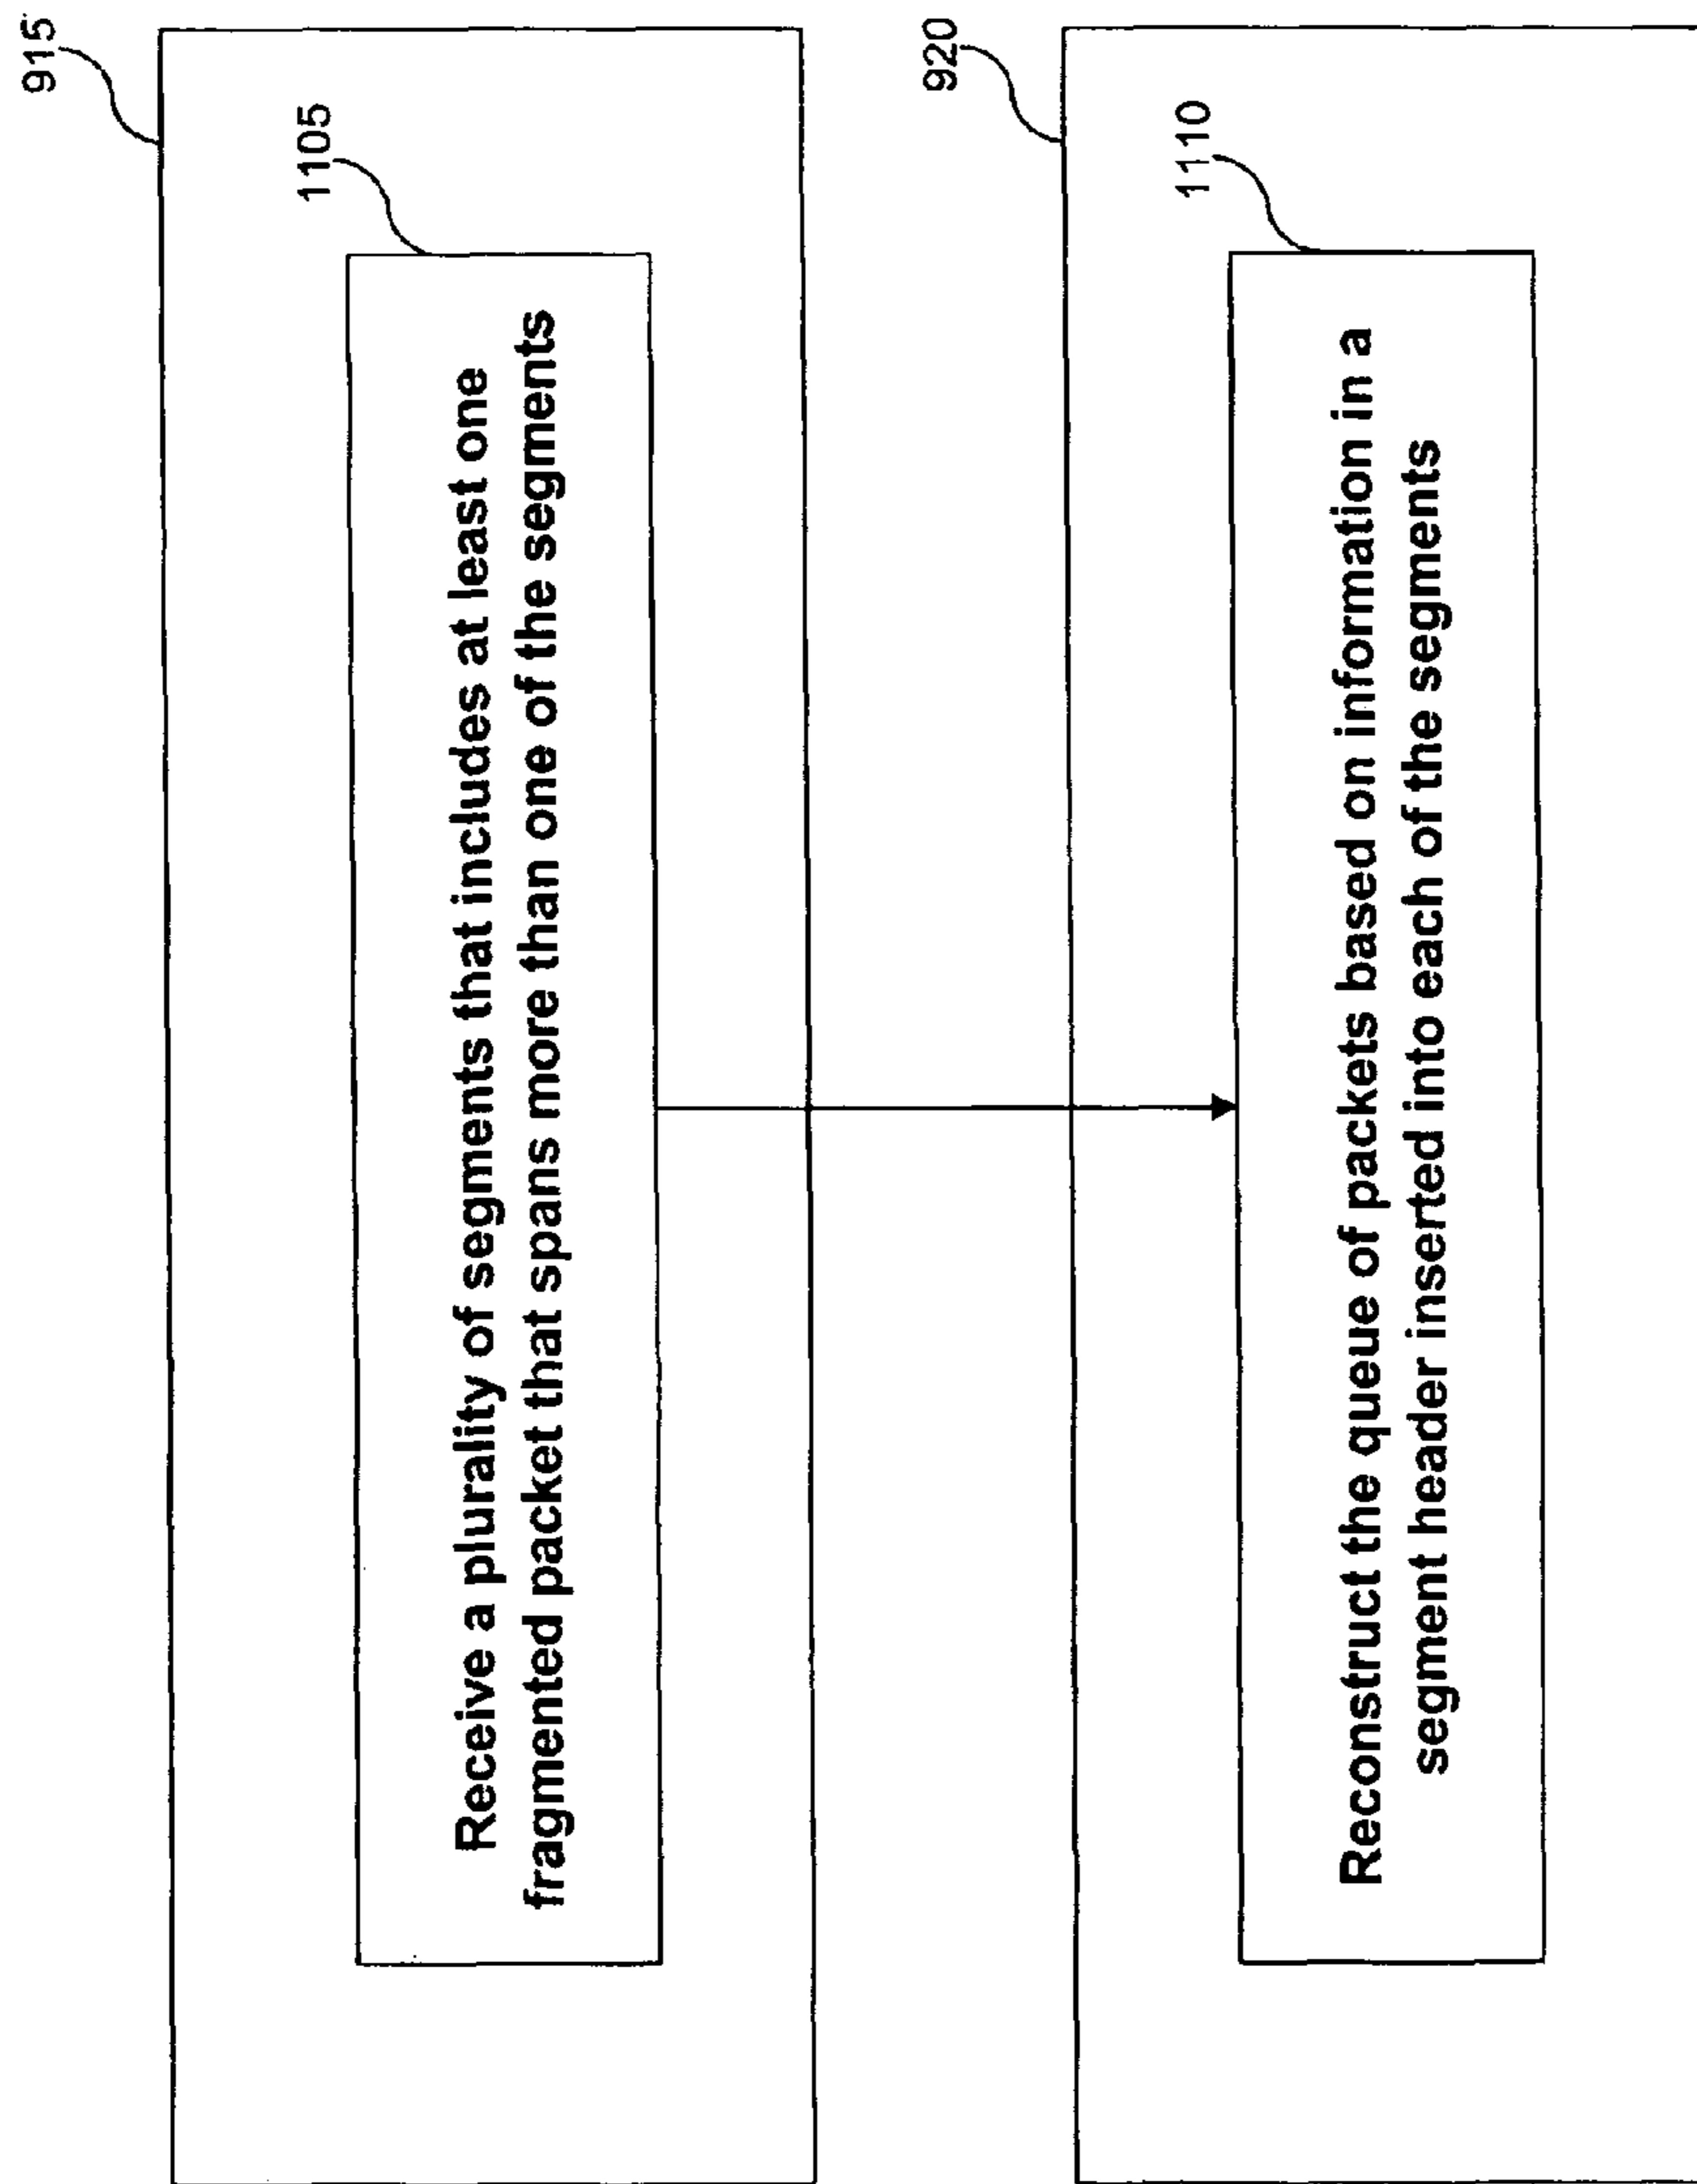 915
1105
Receive a plurality of segments that includes at least one
fragmented packet that spans more than one of the segments
920
1110
Reconstruct the queue of packets based on information in a
segment header inserted into each of the segments